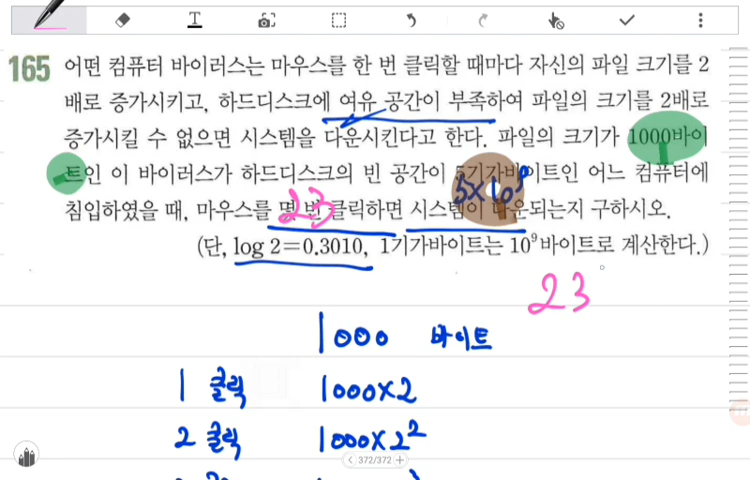 165 어떤 컴퓨터 바이러스는 마우스를 한 번 클릭할 때마다 자신의 파일 크기를 2
배로 증가시키고, 하드디스크에 여유 공간이 부족하여 파일의 크기를 2배로
증가시킬 수 없으면 시스템을 다운시킨다고 한다. 파일의 크기가 1000바이
트인 이 바이러스가 하드디스크의 빈 공간이 5기가바이트인 어느 컴퓨터에
5×10⁹
침입하였을 때, 마우스를 몇 번 클릭하면 시스템이 다운되는지 구하시오.
23
(단, log 2=0.3010, 1기가바이트는 10⁹바이트로 계산한다.)
23
1000 바이트
1 클릭 1000×2
2 클릭 1000×2²
372/372